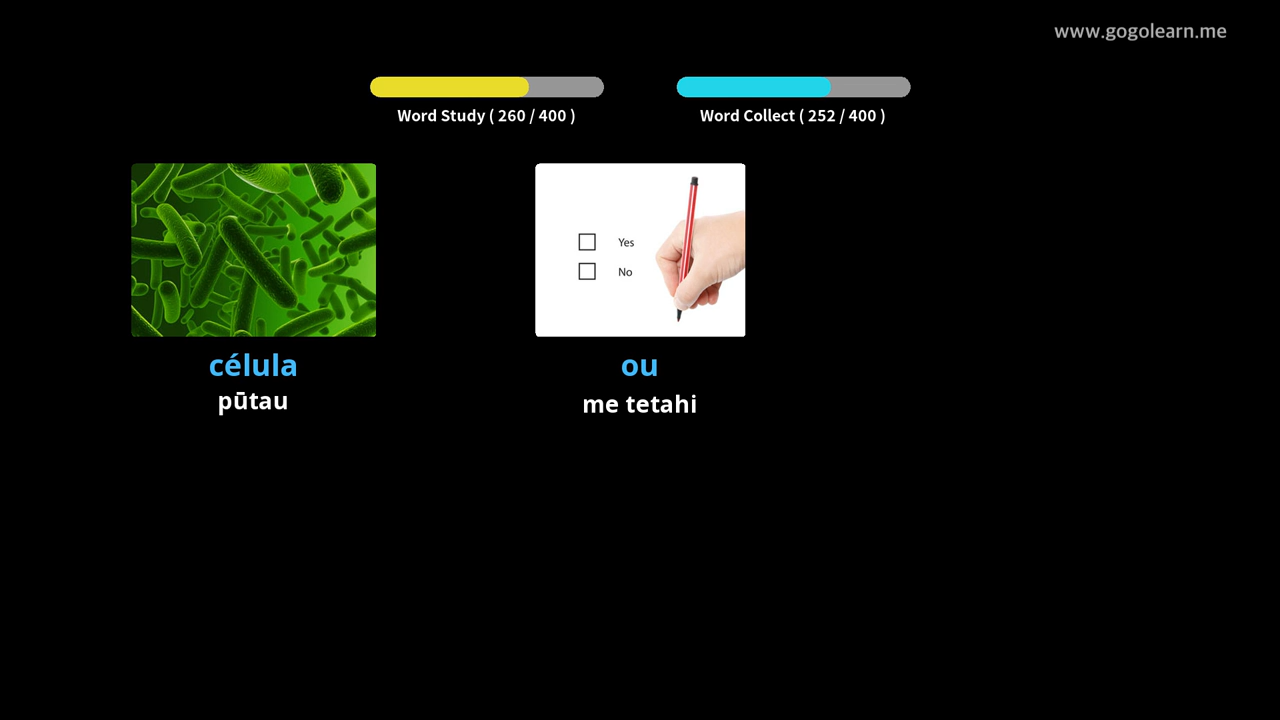 www.gogolearn.me
Word Study ( 260 / 400 )
Word Collect ( 252 / 400 )
Yes
No
célula
pūtau
ou
me tetahi